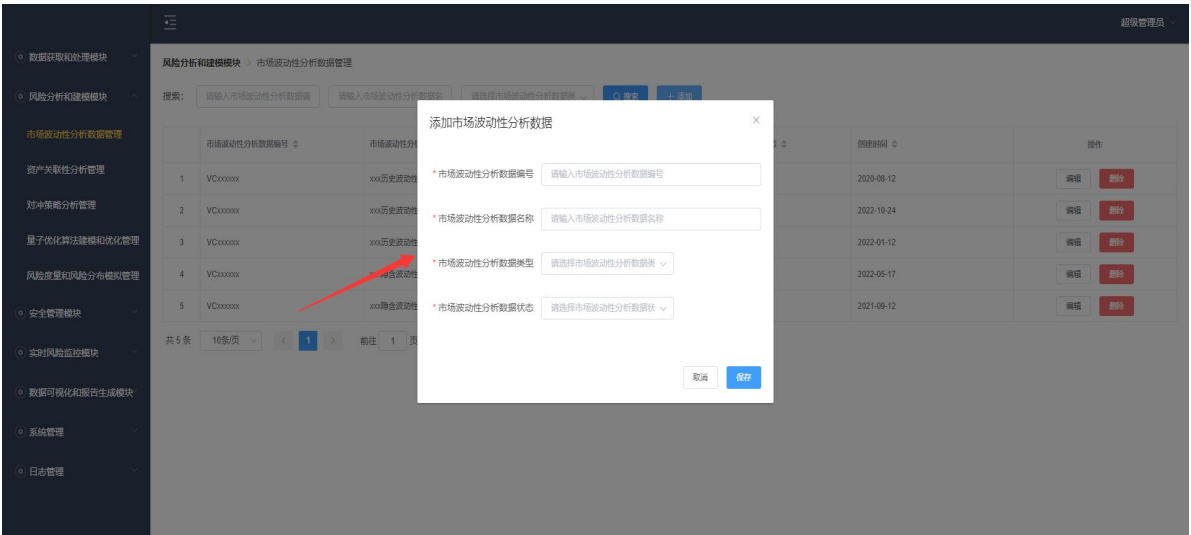 超级管理员
数据获取和处理模块
风险分析和建模模块
市场波动性分析数据管理
资产关联性分析管理
对冲策略分析管理
量子优化算法建模和优化管理
风险度量和风险分布模拟管理
安全管理模块
实时风险监控模块
数据可视化和报告生成模块
系统管理
日志管理
风险分析和建模模块 市场波动性分析数据管理
搜索: 请输入市场波动性分析数据编 请输入市场波动性分析数据名 请选择市场波动性分析数据类 搜索 + 添加
市场波动性分析数据编号 市场波动性分析 创建时间 操作
1 VCxxxxxx xxx历史波动性 2020-08-12 编辑 删除
2 VCxxxxxx xxx历史波动性 2022-10-24 编辑 删除
3 VCxxxxxx xxx历史波动性 2022-01-12 编辑 删除
4 VCxxxxxx xxx隐含波动性 2022-05-17 编辑 删除
5 VCxxxxxx xxx隐含波动性 2021-09-12 编辑 删除
共 5 条 10条/页 1 前往 1 页
添加市场波动性分析数据
* 市场波动性分析数据编号 请输入市场波动性分析数据编号
* 市场波动性分析数据名称 请输入市场波动性分析数据名称
* 市场波动性分析数据类型 请选择市场波动性分析数据类
* 市场波动性分析数据状态 请选择市场波动性分析数据状
取消 保存